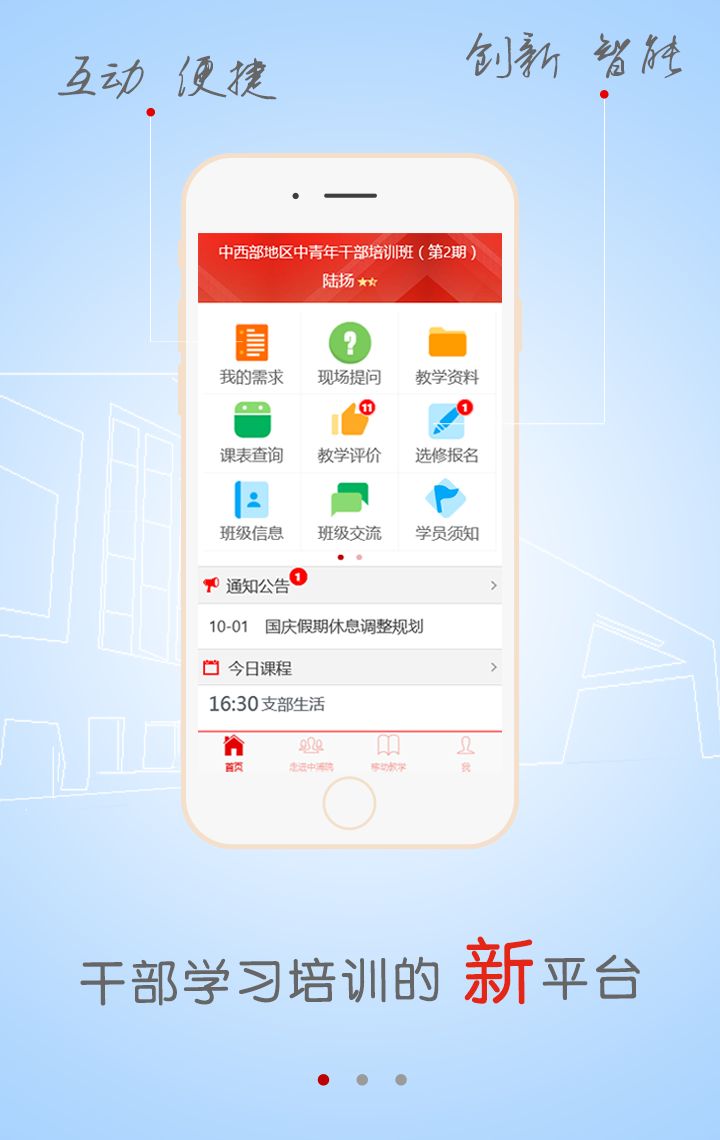 互动 便捷
创新 智能
中西部地区中青年干部培训班（第2期）
陆扬
我的需求 现场提问 教学资料
11 1
课表查询 教学评价 选修报名
班级信息 班级交流 学员须知
通知公告 1
10-01 国庆假期休息调整规划
今日课程
16:30 支部生活
首页 走进中浦院 移动教学 我
干部学习培训的 新平台